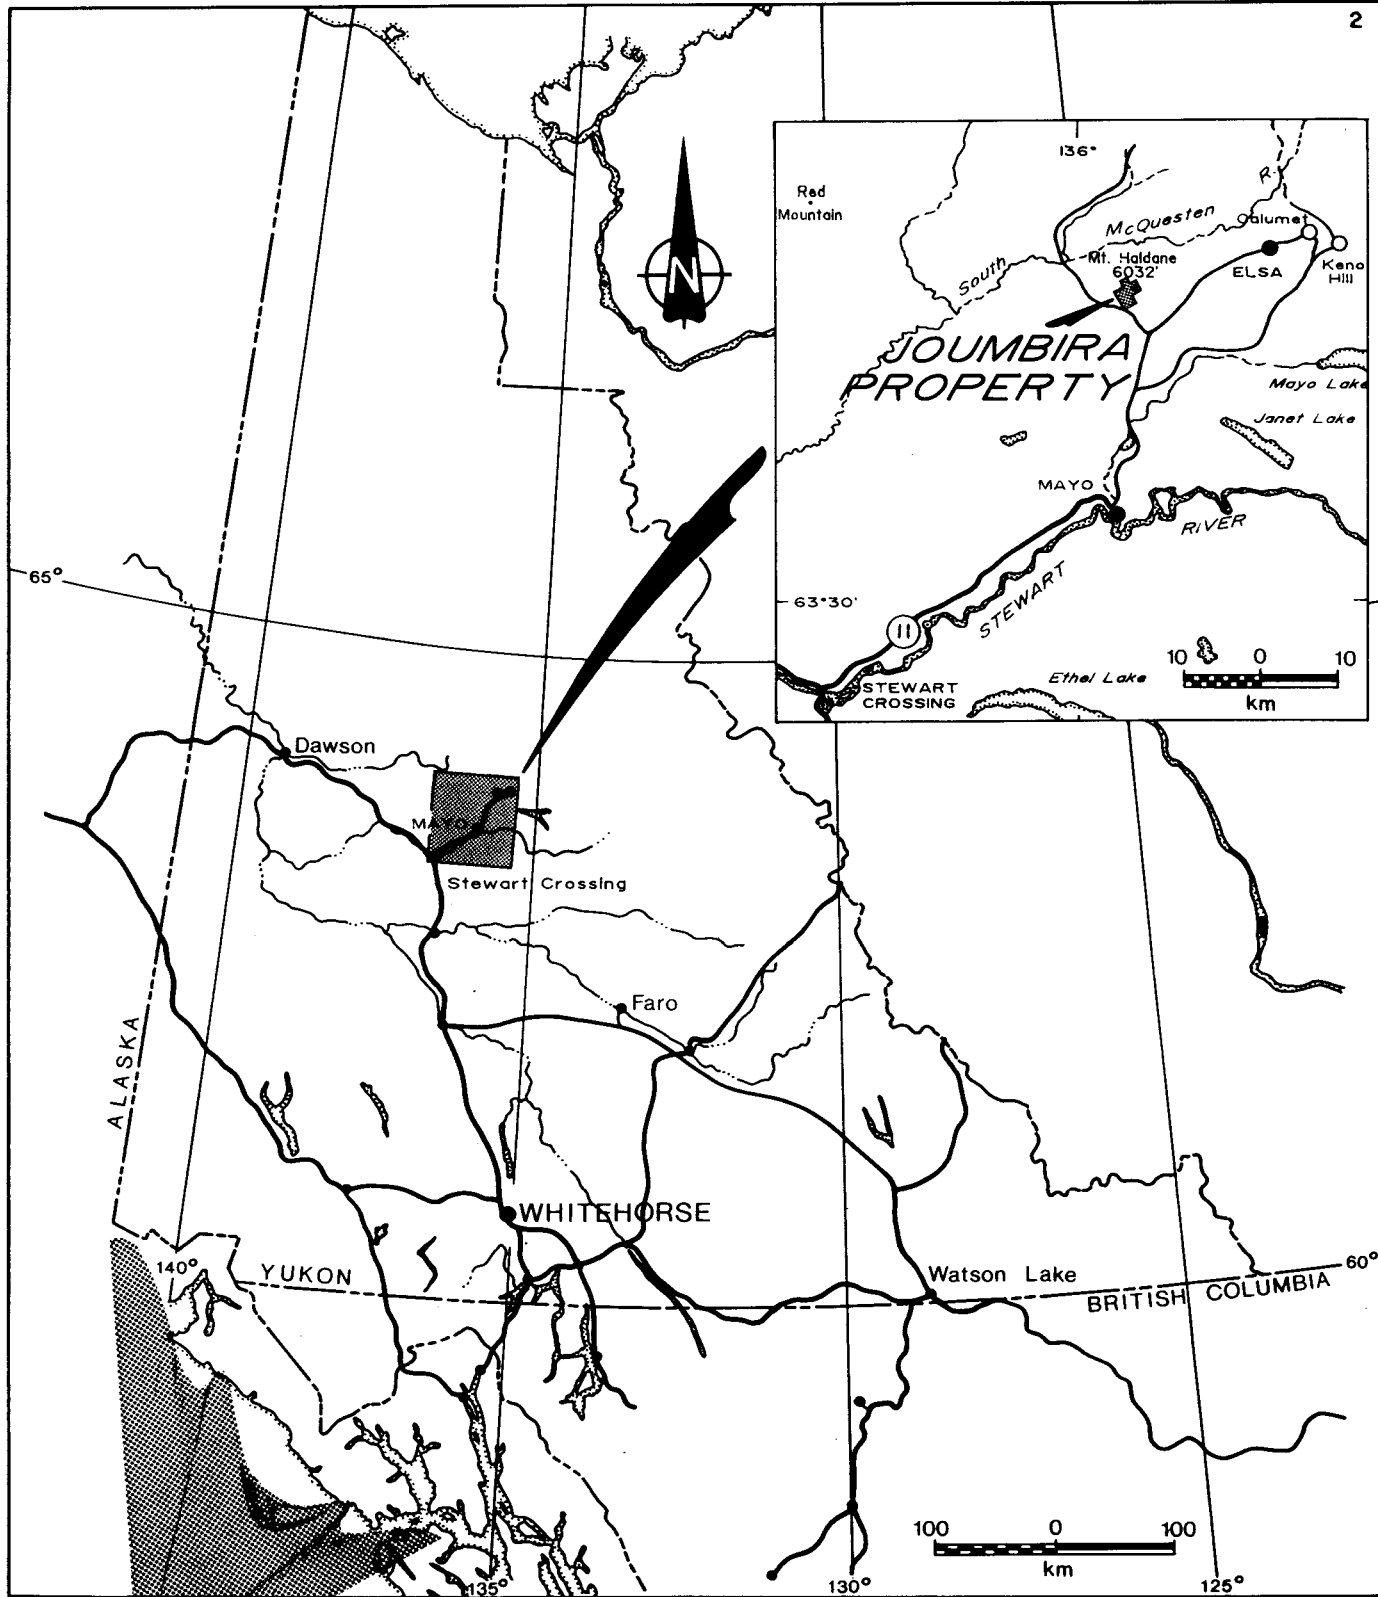 2
136°
Red
Mountain
South
McQuesten
R.
Calumet
Mt. Haldane
6032'
ELSA
Keno
Hill
JOUMBIRA
PROPERTY
Mayo Lake
Janet Lake
MAYO
RIVER
STEWART
63°30'
11
STEWART
CROSSING
Ethel Lake
10 0 10
km
N
65°
Dawson
MAYO
Stewart Crossing
Faro
ALASKA
WHITEHORSE
140°
YUKON
Watson Lake
60°
BRITISH COLUMBIA
100 0 100
km
135°
130°
125°